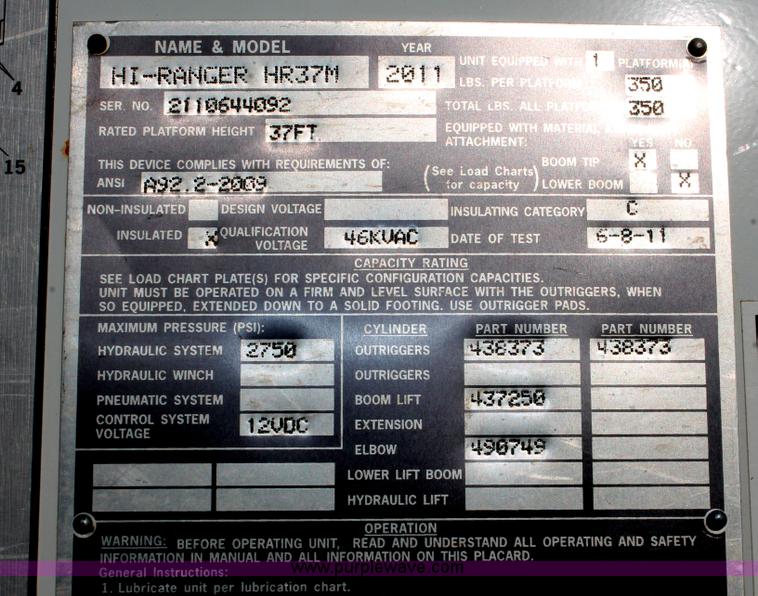 NAME & MODEL YEAR UNIT EQUIPPED WITH 1 PLATFORM(S)
HI-RANGER HR37M 2011 LBS. PER PLATFORM 350
SER. NO. 2110644092 TOTAL LBS. ALL PLATFORMS 350
RATED PLATFORM HEIGHT 37FT EQUIPPED WITH MATERIAL
ATTACHMENT: YES NO
THIS DEVICE COMPLIES WITH REQUIREMENTS OF: (See Load Charts BOOM TIP X
ANSI A92.2-2009 for capacity) LOWER BOOM X
NON-INSULATED DESIGN VOLTAGE INSULATING CATEGORY C
INSULATED X QUALIFICATION VOLTAGE 46KVAC DATE OF TEST 6-8-11
CAPACITY RATING
SEE LOAD CHART PLATE(S) FOR SPECIFIC CONFIGURATION CAPACITIES.
UNIT MUST BE OPERATED ON A FIRM AND LEVEL SURFACE WITH THE OUTRIGGERS, WHEN
SO EQUIPPED, EXTENDED DOWN TO A SOLID FOOTING. USE OUTRIGGER PADS.
MAXIMUM PRESSURE (PSI): CYLINDER PART NUMBER PART NUMBER
HYDRAULIC SYSTEM 2750 OUTRIGGERS 438373 438373
HYDRAULIC WINCH OUTRIGGERS
PNEUMATIC SYSTEM BOOM LIFT 437250
CONTROL SYSTEM VOLTAGE 12VDC EXTENSION
ELBOW 490749
LOWER LIFT BOOM
HYDRAULIC LIFT
OPERATION
WARNING: BEFORE OPERATING UNIT, READ AND UNDERSTAND ALL OPERATING AND SAFETY
INFORMATION IN MANUAL AND ALL INFORMATION ON THIS PLACARD.
www.purplewave.com
General Instructions:
1. Lubricate unit per lubrication chart.
4
15